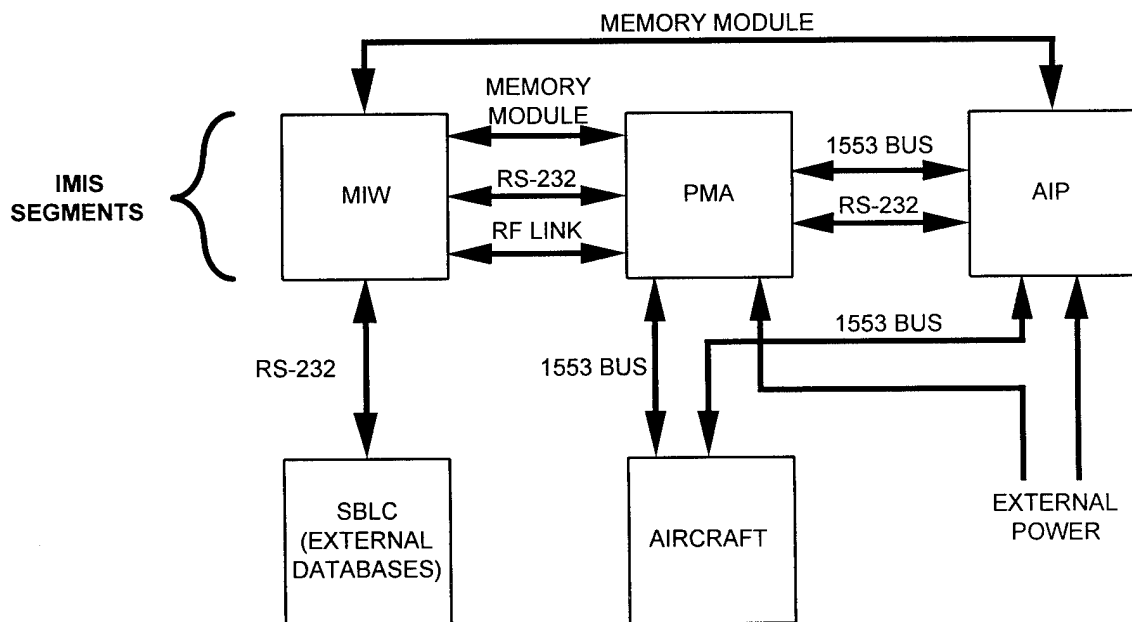 MEMORY MODULE
MEMORY
MODULE
1553 BUS
IMIS
SEGMENTS
MIW
RS-232
PMA
AIP
RS-232
RF LINK
1553 BUS
RS-232
1553 BUS
SBLC
(EXTERNAL
DATABASES)
AIRCRAFT
EXTERNAL
POWER